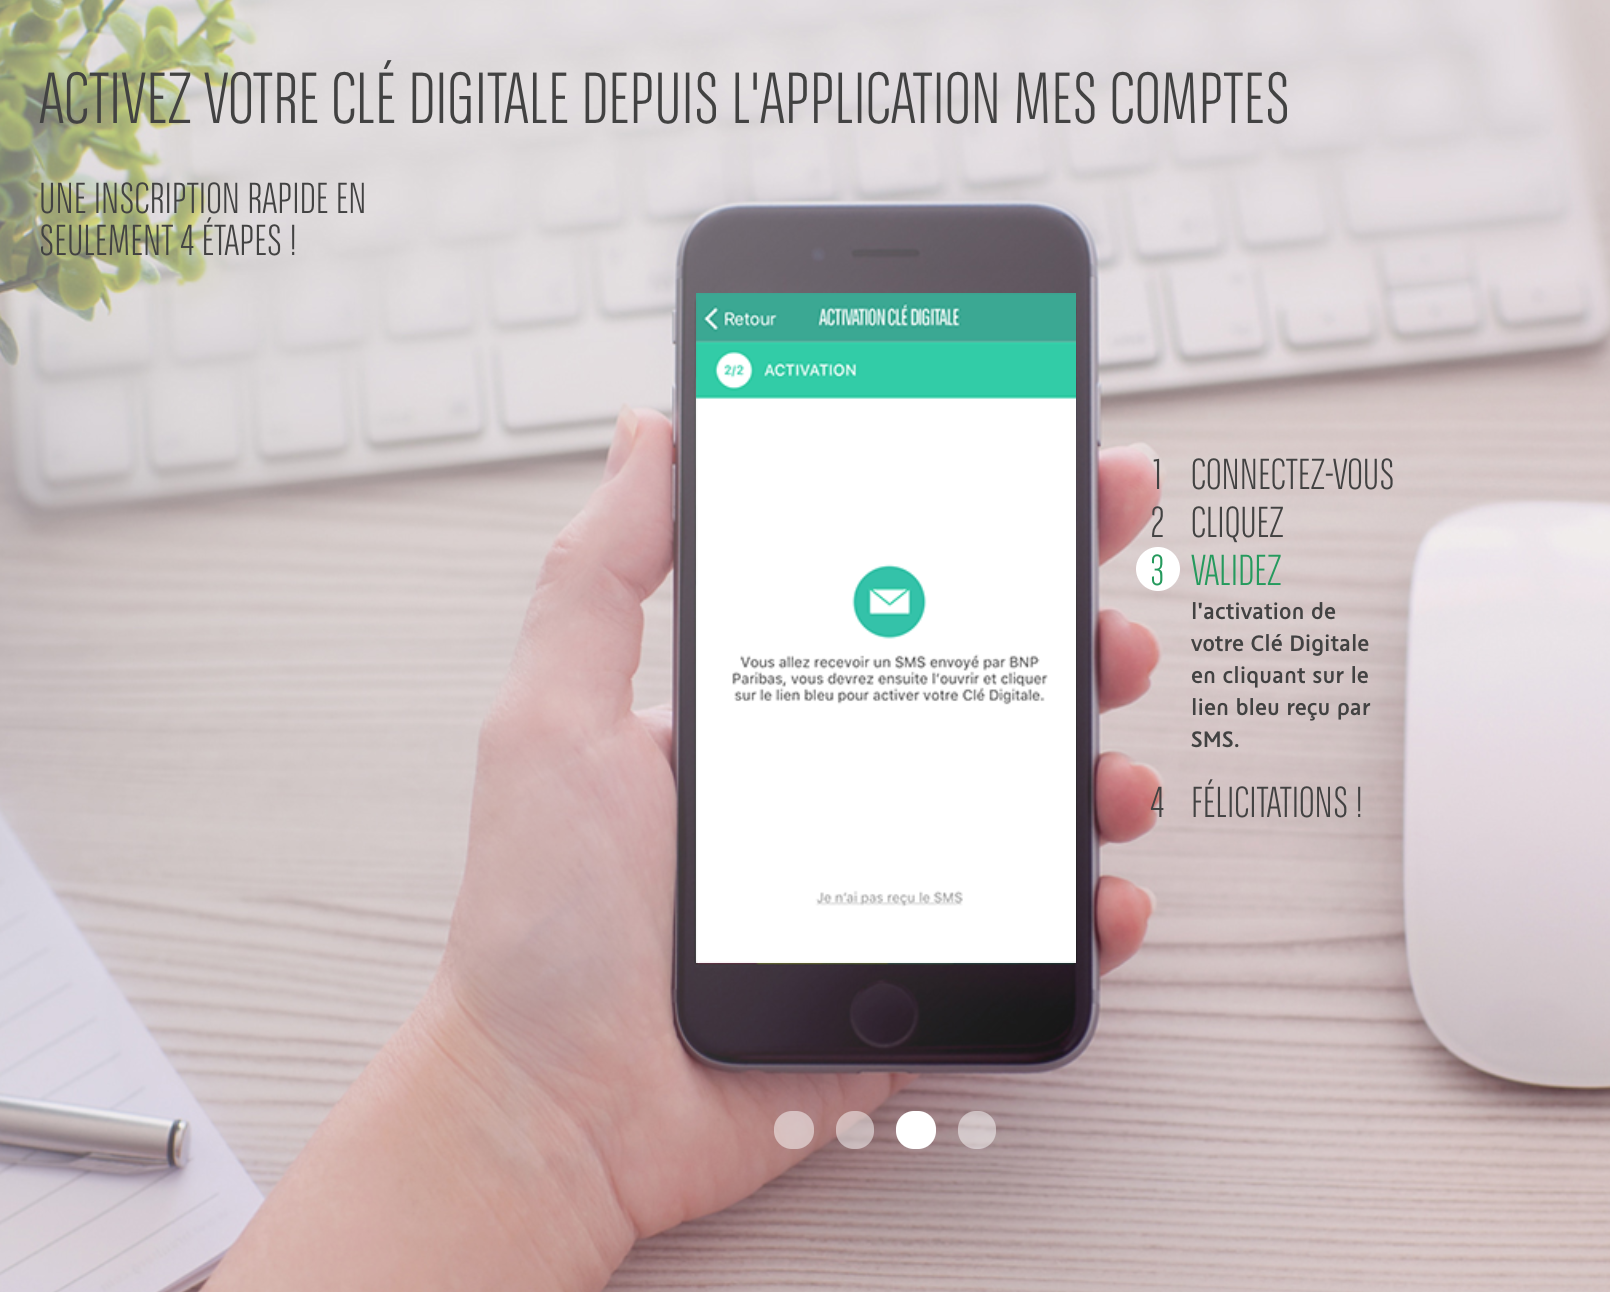 ACTIVEZ VOTRE CLÉ DIGITALE DEPUIS L'APPLICATION MES COMPTES
UNE INSCRIPTION RAPIDE EN
SEULEMENT 4 ÉTAPES !
Retour ACTIVATION CLÉ DIGITALE
2/2 ACTIVATION
Vous allez recevoir un SMS envoyé par BNP
Paribas, vous devrez ensuite l'ouvrir et cliquer
sur le lien bleu pour activer votre Clé Digitale.
Je n'ai pas reçu le SMS
1 CONNECTEZ-VOUS
2 CLIQUEZ
3 VALIDEZ
l'activation de
votre Clé Digitale
en cliquant sur le
lien bleu reçu par
SMS.
4 FÉLICITATIONS !